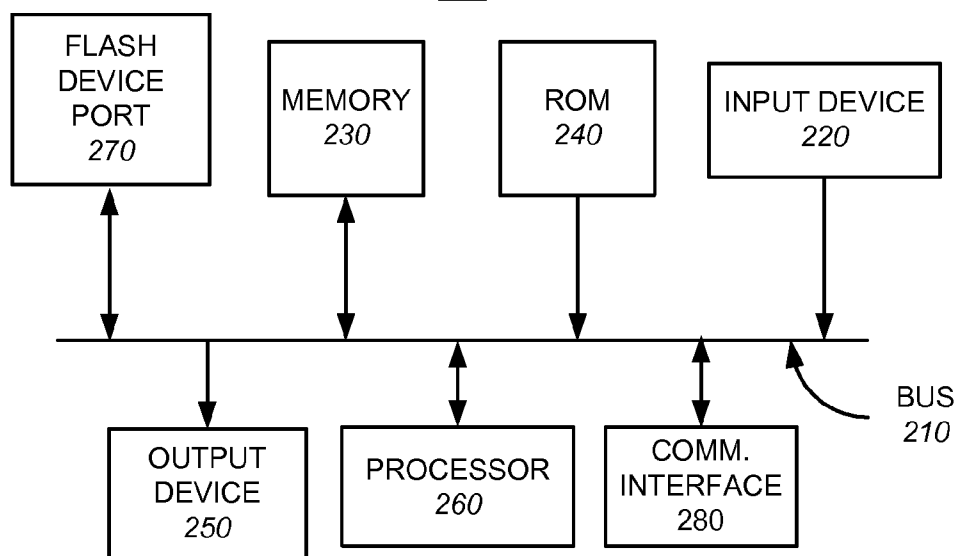 FLASH
DEVICE
PORT
270
MEMORY
230
ROM
240
INPUT DEVICE
220
BUS
210
OUTPUT
DEVICE
250
PROCESSOR
260
COMM.
INTERFACE
280